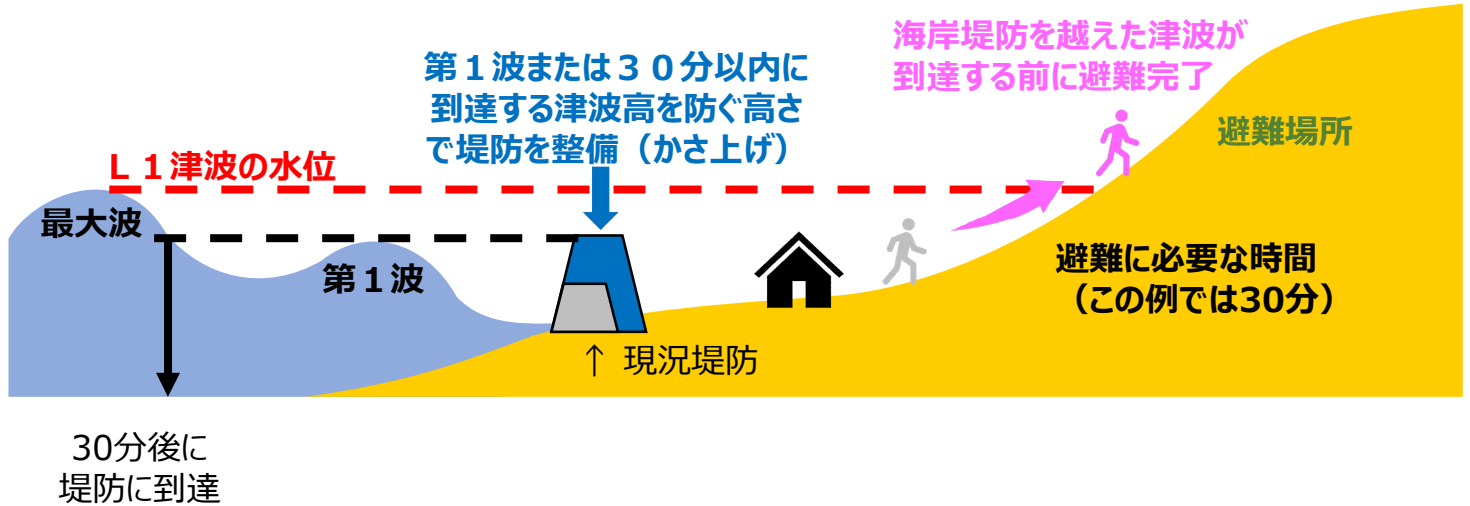 海岸堤防を越えた津波が
到達する前に避難完了
第１波または３０分以内に
到達する津波高を防ぐ高さ
で堤防を整備（かさ上げ）
避難場所
Ｌ１津波の水位
最大波
第１波
避難に必要な時間
（この例では30分）
↑ 現況堤防
30分後に
堤防に到達